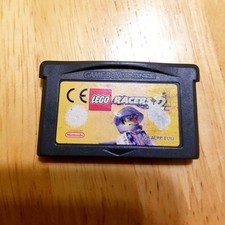 GAME BOY ADVANCE
CE LEGO RACERS 2
Nintendo